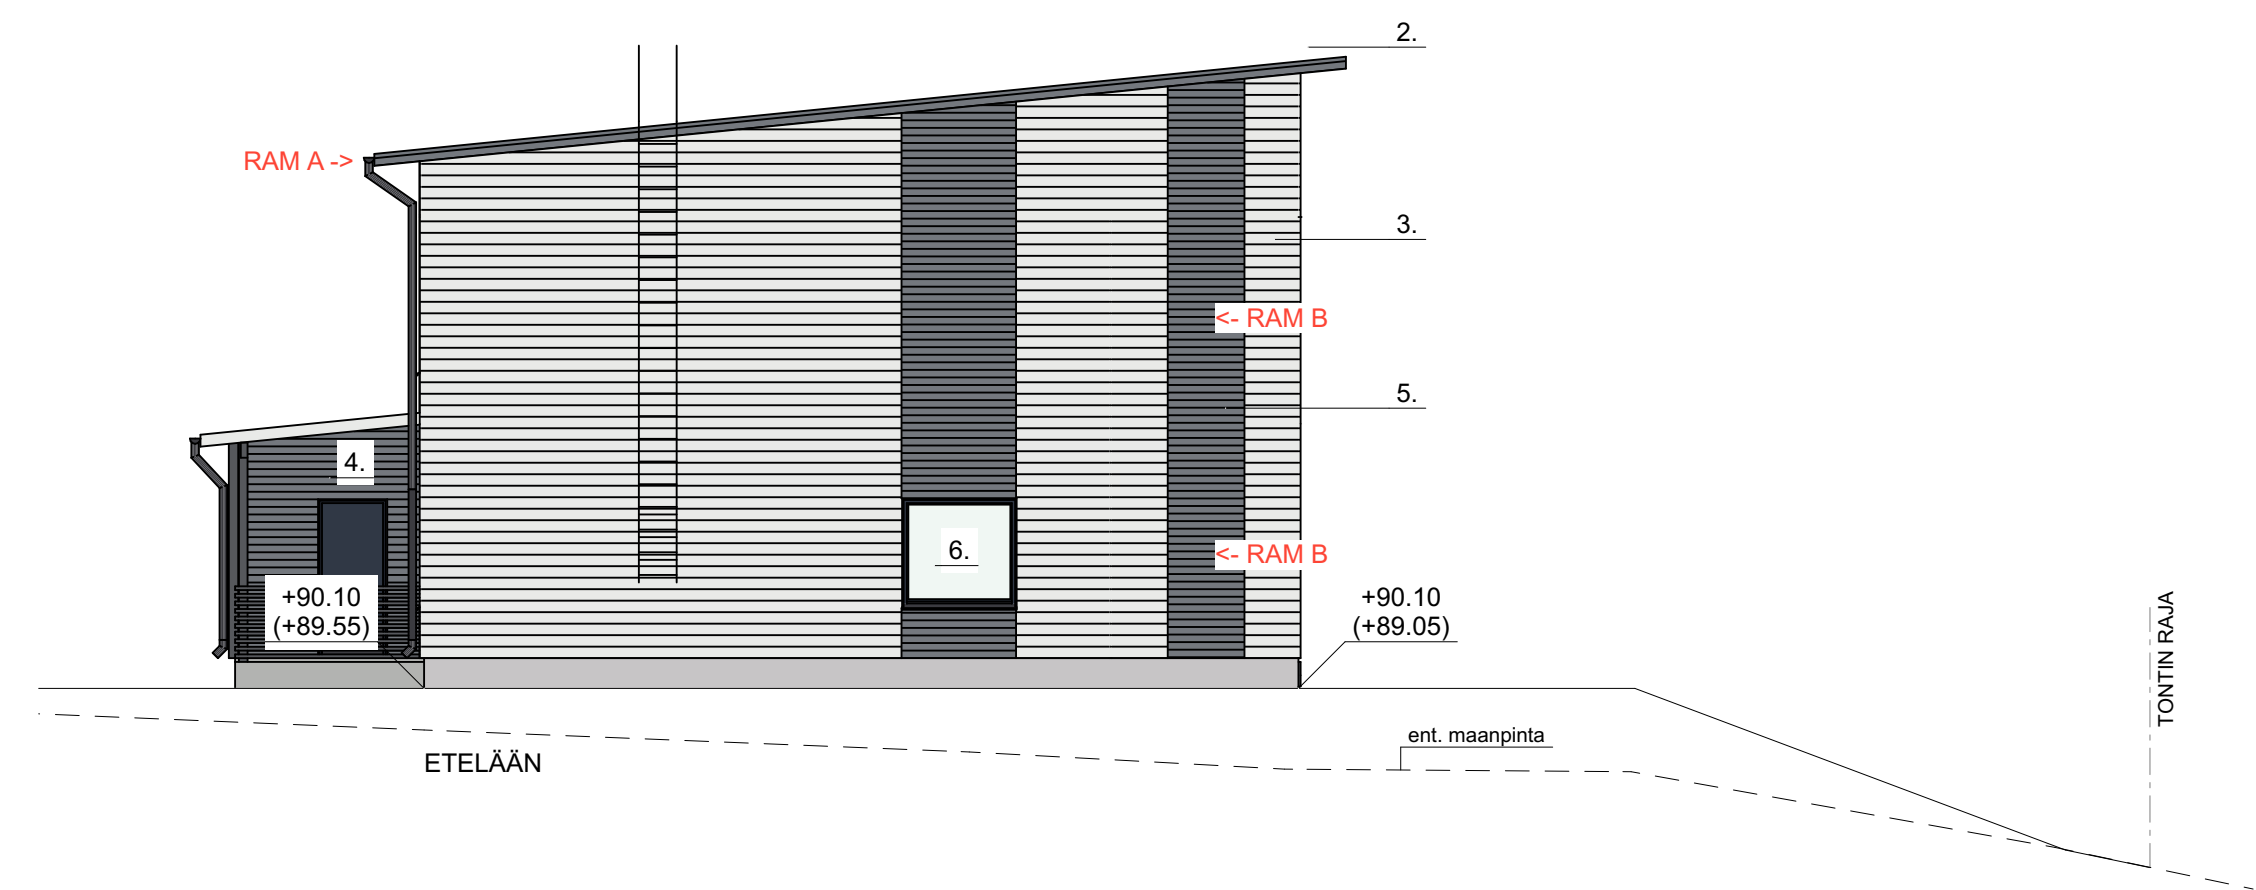 2.
RAM A ->
3.
<- RAM B
5.
4.
6.
<- RAM B
+90.10
(+89.55)
+90.10
(+89.05)
TONTIN RAJA
ent. maanpinta
ETELÄÄN